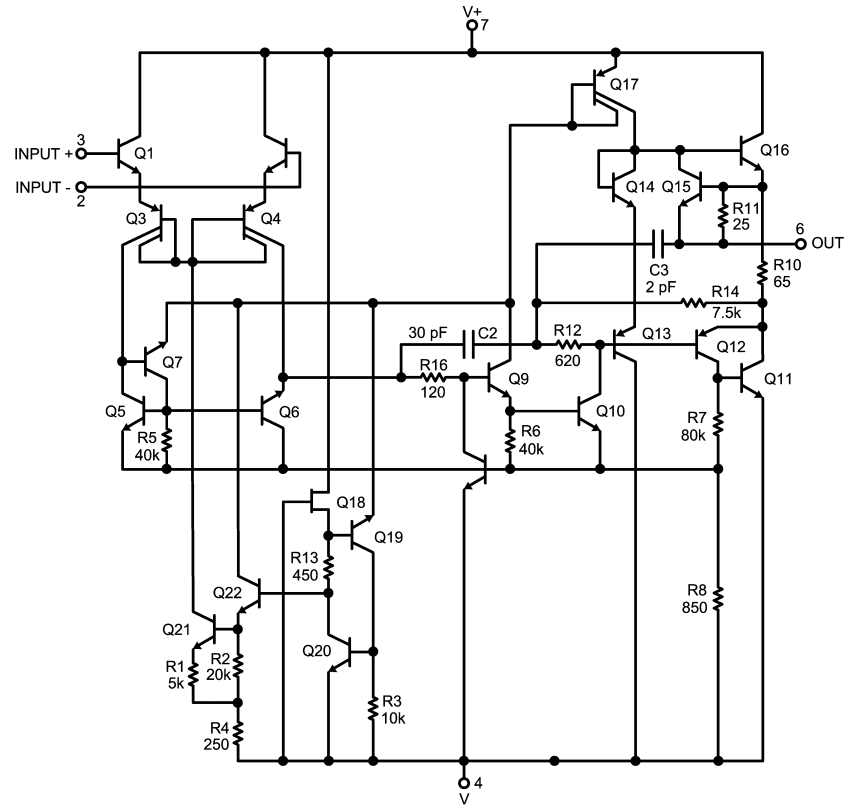 V+
7
Q17
3
INPUT +
Q1
Q16
INPUT -
2
Q14
Q15
Q3
Q4
R11
25
6
OUT
C3
2 pF
R10
65
R14
7.5k
30 pF
C2
R12
620
Q13
Q12
Q7
R16
120
Q9
Q11
Q5
Q6
Q10
R5
40k
R6
40k
R7
80k
Q18
Q19
R13
450
Q22
R8
850
Q21
Q20
R1
5k
R2
20k
R3
10k
R4
250
4
V